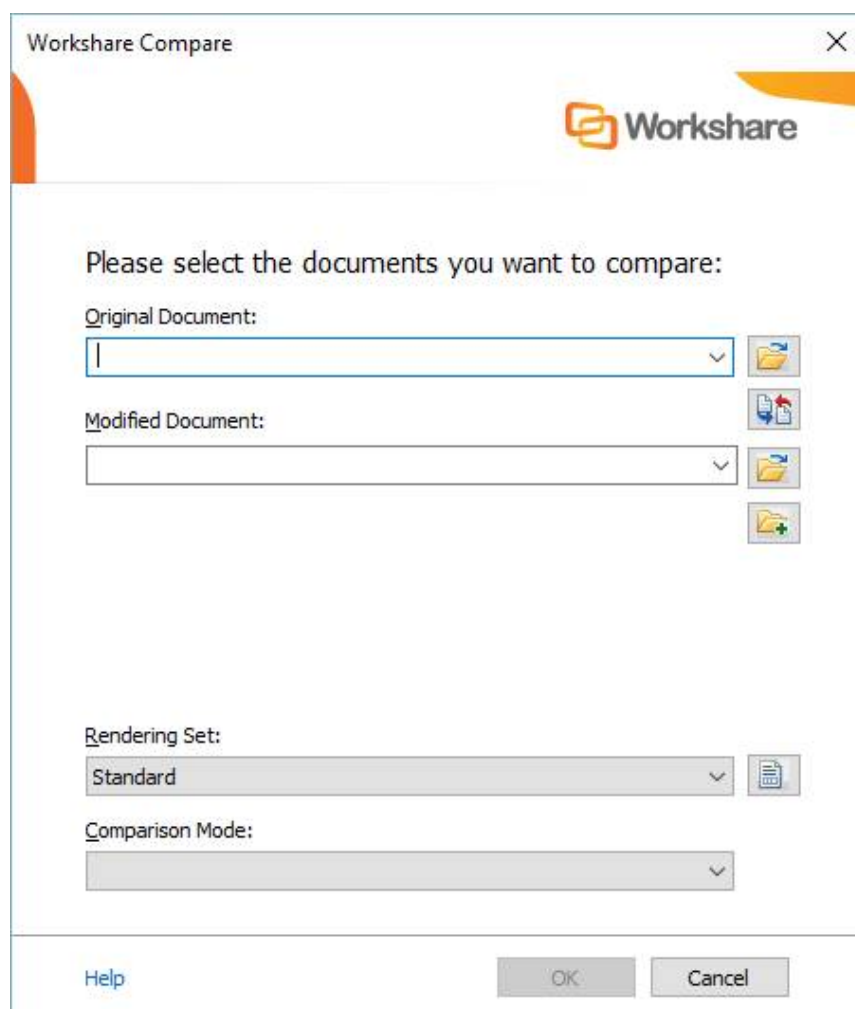 Workshare Compare
Workshare
Please select the documents you want to compare:
Original Document:
Modified Document:
Rendering Set:
Standard
Comparison Mode:
Help
OK
Cancel